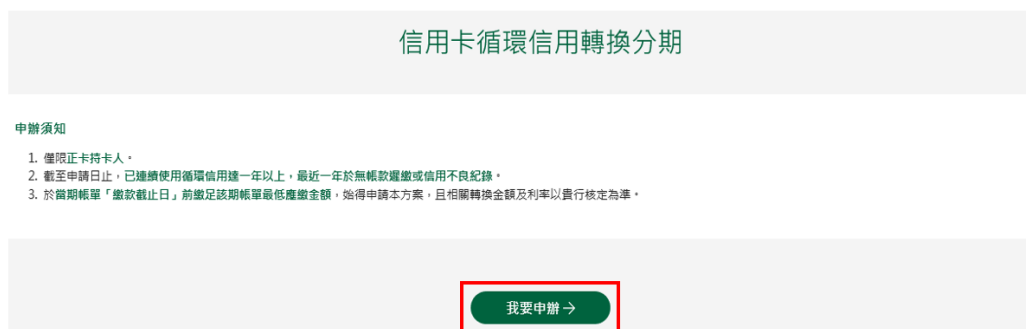 信用卡循環信用轉換分期
申辦須知
1. 僅限正卡持卡人。
2. 截至申請日止，已連續使用循環信用達一年以上，最近一年於無帳款遲繳或信用不良紀錄。
3. 於當期帳單「繳款截止日」前繳足該期帳單最低應繳金額，始得申請本方案，且相關轉換金額及利率以貴行核定為準。
我要申辦→